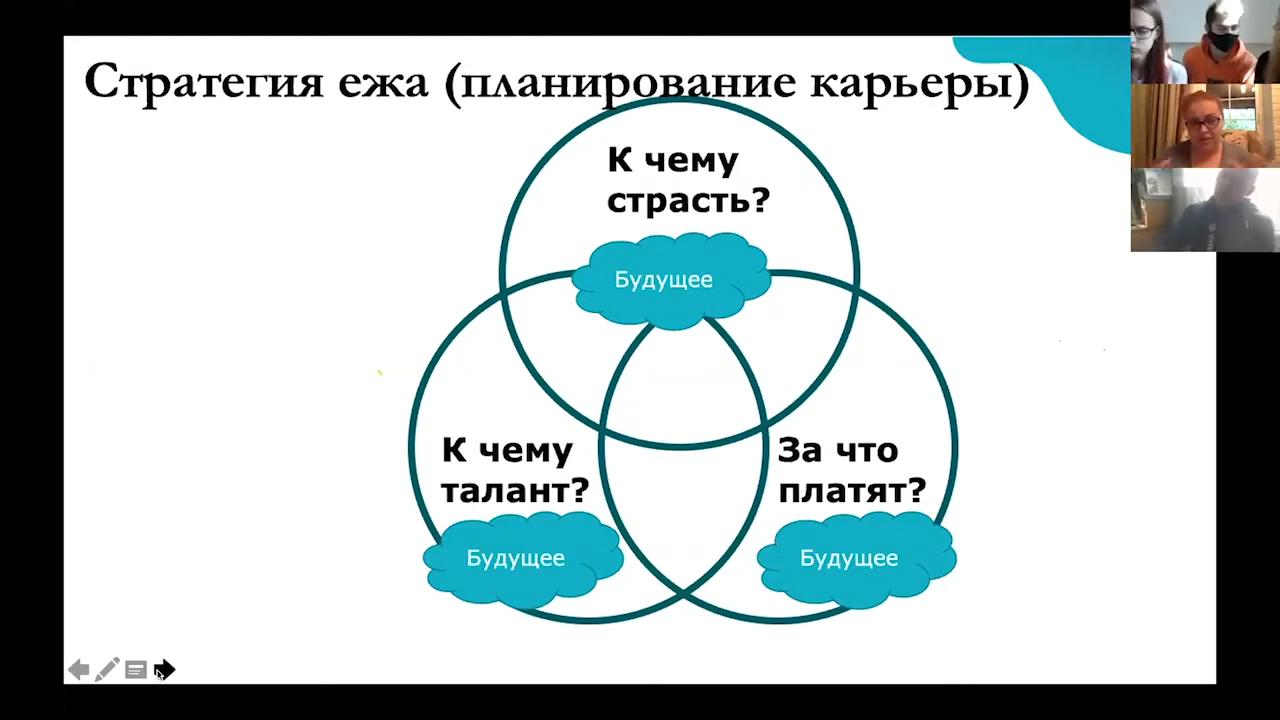 Стратегия ежа (планирование карьеры)
К чему
страсть?
Будущее
К чему
талант?
Будущее
За что
платят?
Будущее